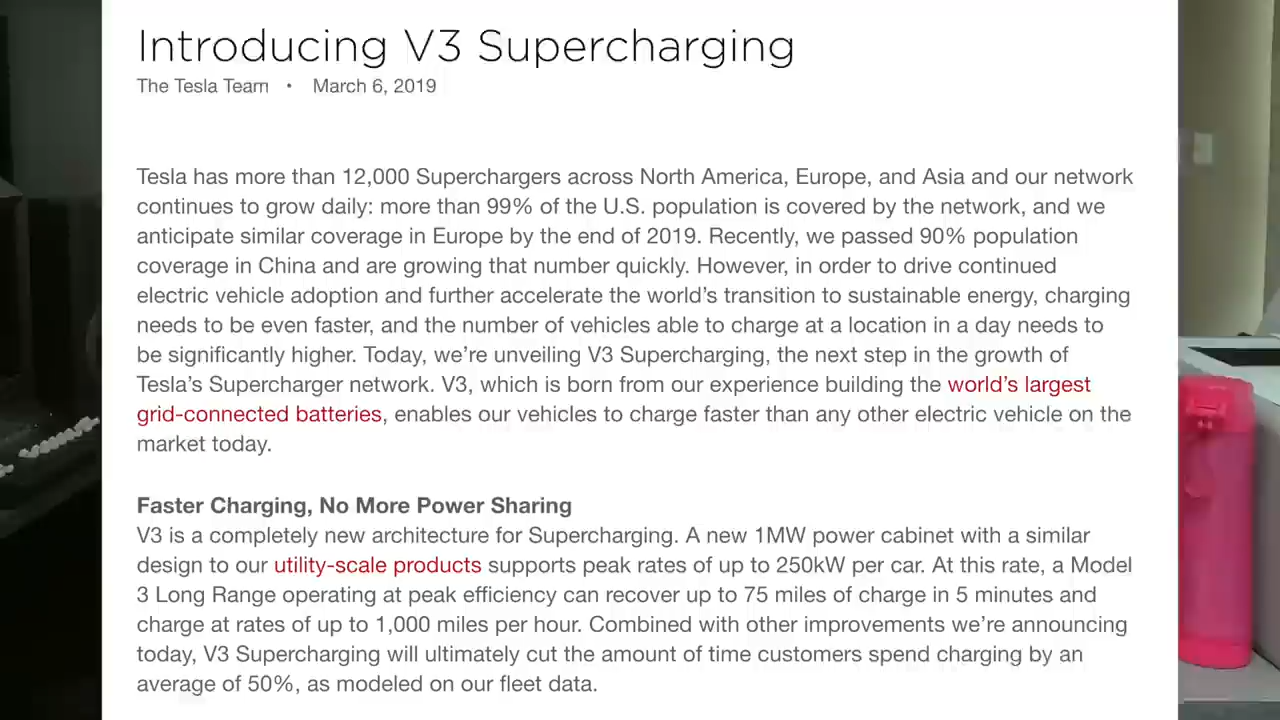 Introducing V3 Supercharging
The Tesla Team • March 6, 2019
Tesla has more than 12,000 Superchargers across North America, Europe, and Asia and our network
continues to grow daily: more than 99% of the U.S. population is covered by the network, and we
anticipate similar coverage in Europe by the end of 2019. Recently, we passed 90% population
coverage in China and are growing that number quickly. However, in order to drive continued
electric vehicle adoption and further accelerate the world’s transition to sustainable energy, charging
needs to be even faster, and the number of vehicles able to charge at a location in a day needs to
be significantly higher. Today, we’re unveiling V3 Supercharging, the next step in the growth of
Tesla’s Supercharger network. V3, which is born from our experience building the world’s largest
grid-connected batteries, enables our vehicles to charge faster than any other electric vehicle on the
market today.
Faster Charging, No More Power Sharing
V3 is a completely new architecture for Supercharging. A new 1MW power cabinet with a similar
design to our utility-scale products supports peak rates of up to 250kW per car. At this rate, a Model
3 Long Range operating at peak efficiency can recover up to 75 miles of charge in 5 minutes and
charge at rates of up to 1,000 miles per hour. Combined with other improvements we’re announcing
today, V3 Supercharging will ultimately cut the amount of time customers spend charging by an
average of 50%, as modeled on our fleet data.